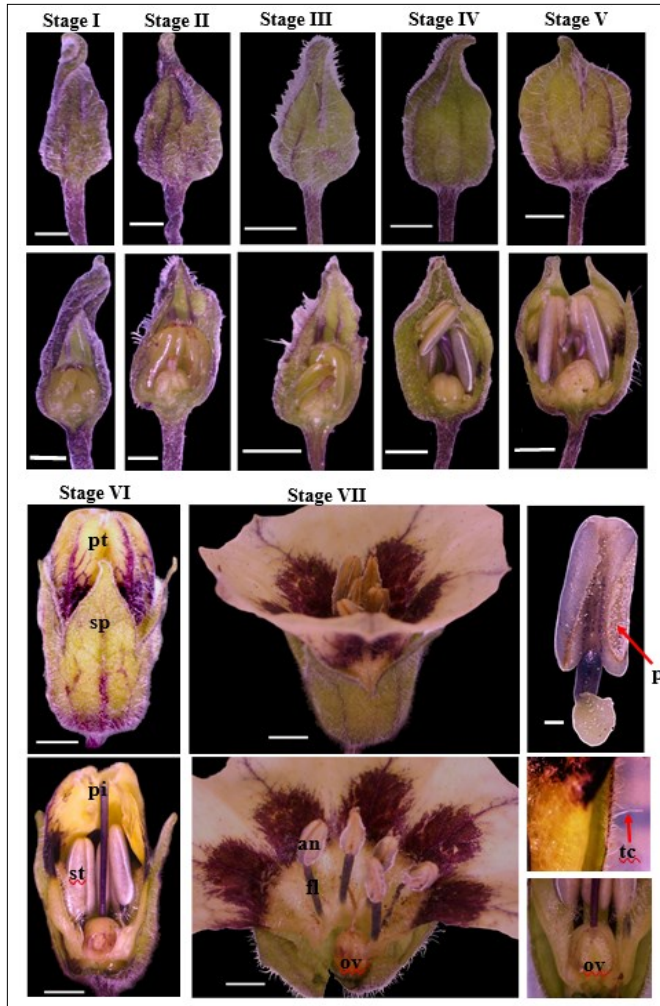 Stage I Stage II Stage III Stage IV Stage V
Stage VI Stage VII
pt
sp
p
pi
an
st
fl
tc
ov
ov